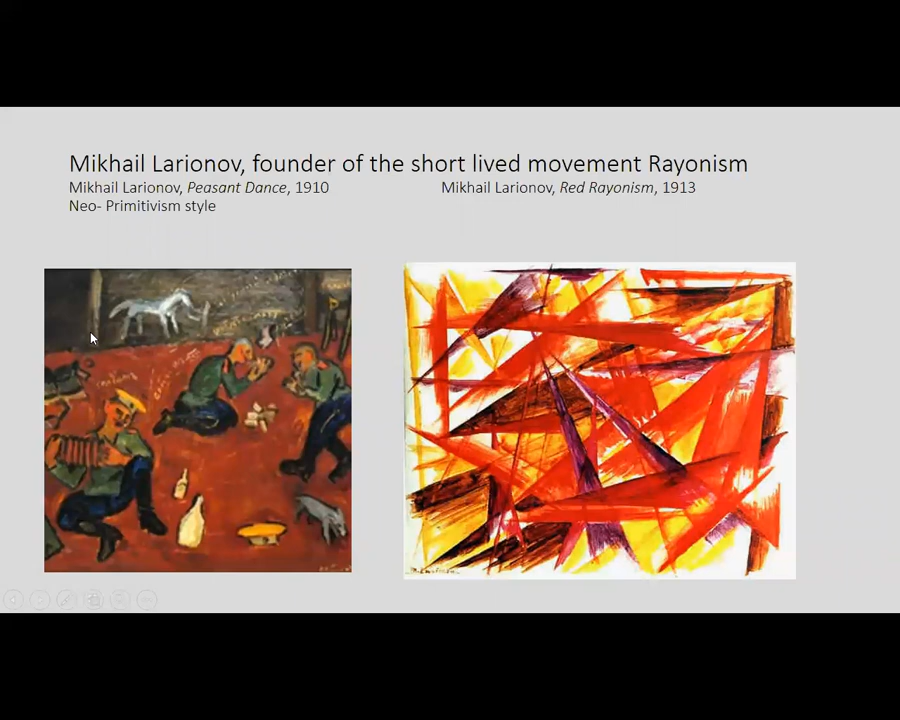 Mikhail Larionov, founder of the short lived movement Rayonism
Mikhail Larionov, Peasant Dance, 1910
Mikhail Larionov, Red Rayonism, 1913
Neo- Primitivism style